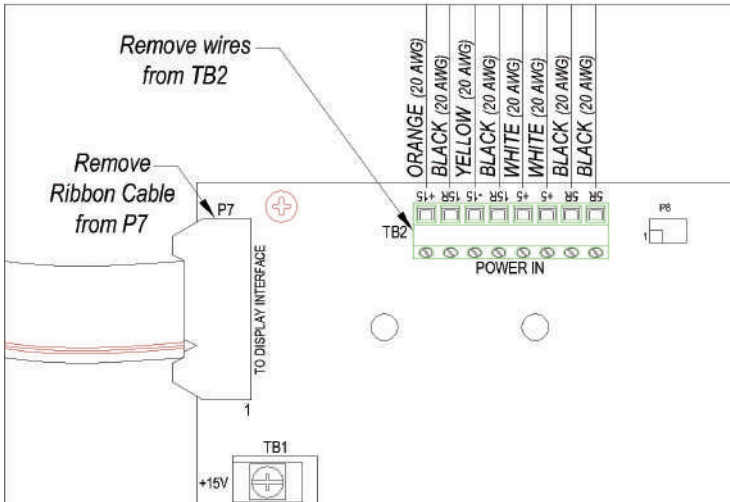 Remove wires
from TB2
ORANGE (20 AWG)
BLACK (20 AWG)
YELLOW (20 AWG)
BLACK (20 AWG)
WHITE (20 AWG)
WHITE (20 AWG)
BLACK (20 AWG)
BLACK (20 AWG)
Remove
Ribbon Cable
from P7
P7
+15
15R
-15
15R
+5
+5
5R
5R
TB2
POWER IN
P8
1
TO DISPLAY INTERFACE
1
TB1
+15V